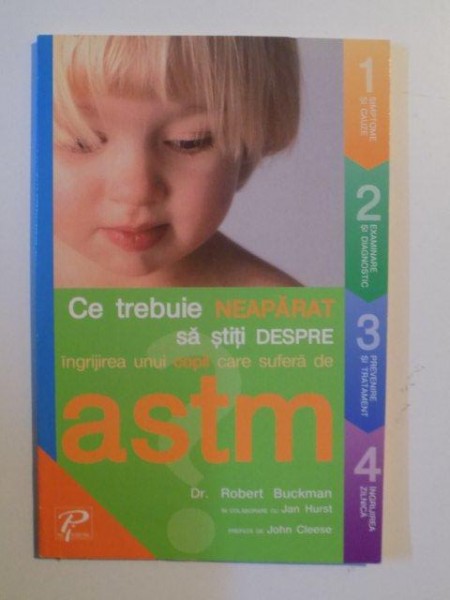 Ce trebuie NEAPĂRAT
să știți DESPRE
îngrijirea unui copil care suferă de
astm
?
Dr. Robert Buckman
ÎN COLABORARE CU Jan Hurst
PREFAȚĂ DE John Cleese
1
SIMPTOME
ȘI CAUZE
2
EXAMINARE
ȘI DIAGNOSTIC
3
PREVENIRE
ȘI TRATAMENT
4
ÎNGRIJIREA
ZILNICĂ